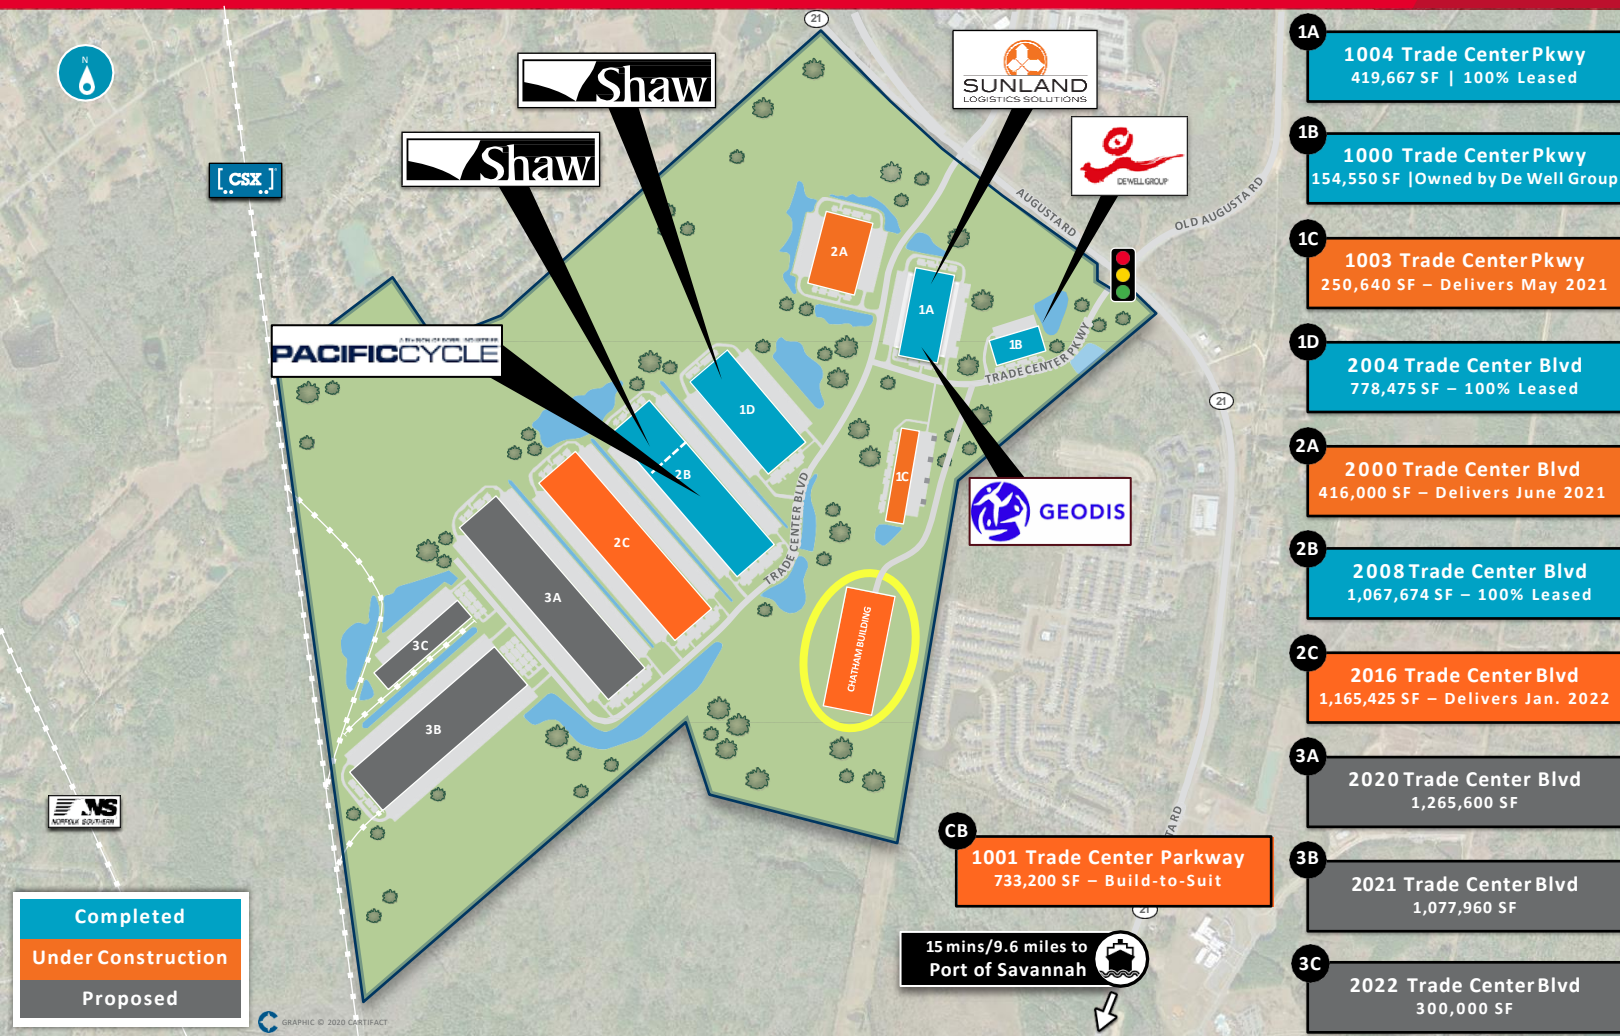 21
N
Shaw
SUNLAND
LOGISTICS SOLUTIONS
Shaw
DE WELL GROUP
CSX
AUGUSTA RD
OLD AUGUSTA RD
2A
1A
1B
TRADE CENTER PKWY
PACIFICCYCLE
21
1D
2B
1C
GEODIS
TRADE CENTER BLVD
2C
3A
3C
CHATHAM BUILDING
3B
NS
NORFOLK SOUTHERN
1A
1004 Trade Center Pkwy
419,667 SF | 100% Leased
1B
1000 Trade Center Pkwy
154,550 SF |Owned by De Well Group
1C
1003 Trade Center Pkwy
250,640 SF – Delivers May 2021
1D
2004 Trade Center Blvd
778,475 SF – 100% Leased
2A
2000 Trade Center Blvd
416,000 SF – Delivers June 2021
2B
2008 Trade Center Blvd
1,067,674 SF – 100% Leased
2C
2016 Trade Center Blvd
1,165,425 SF – Delivers Jan. 2022
3A
2020 Trade Center Blvd
1,265,600 SF
3B
2021 Trade Center Blvd
1,077,960 SF
3C
2022 Trade Center Blvd
300,000 SF
CB
1001 Trade Center Parkway
733,200 SF – Build-to-Suit
TA RD
21
15 mins/9.6 miles to
Port of Savannah
Completed
Under Construction
Proposed
GRAPHIC © 2020 CARTIFACT